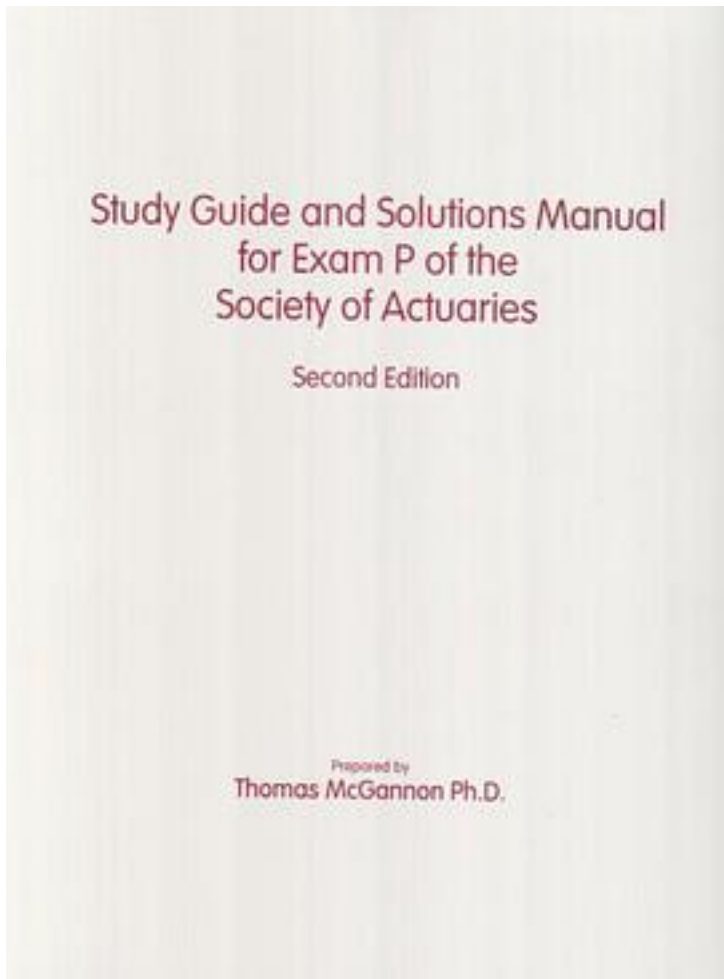 Study Guide and Solutions Manual
for Exam P of the
Society of Actuaries
Second Edition
Prepared by
Thomas McGannon Ph.D.